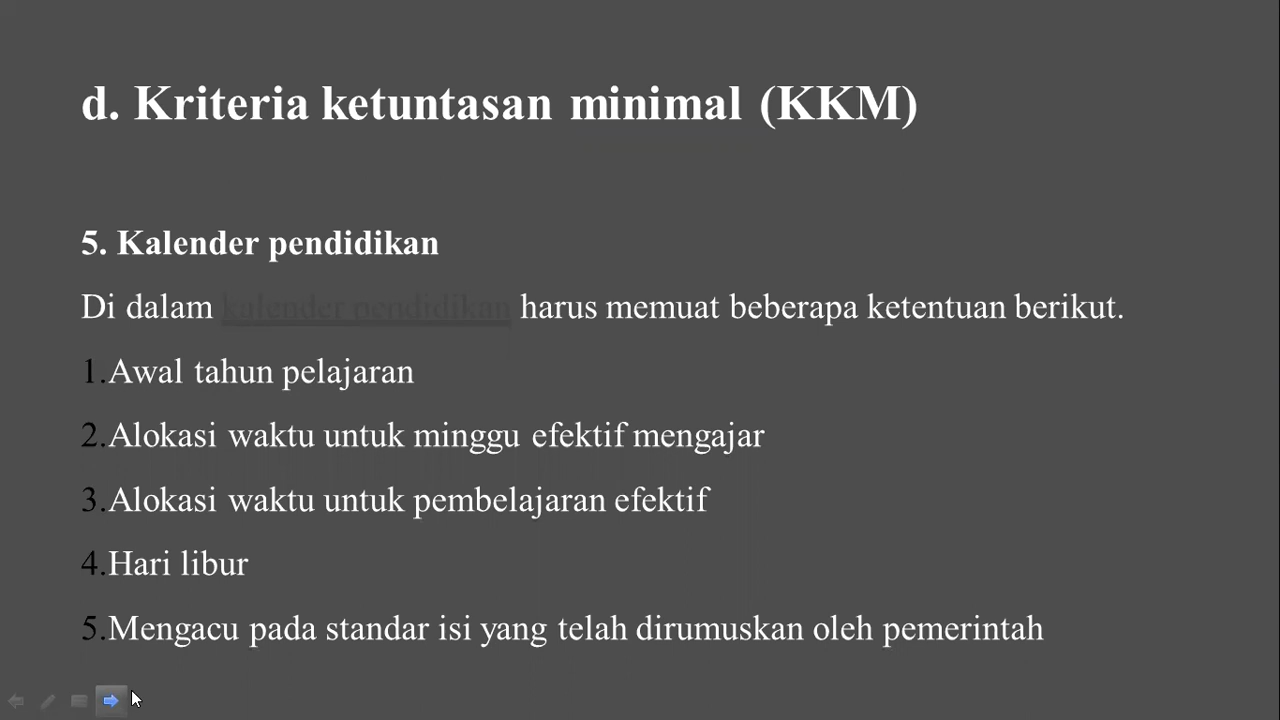 d. Kriteria ketuntasan minimal (KKM)
5. Kalender pendidikan
Di dalam kalender pendidikan harus memuat beberapa ketentuan berikut.
1.Awal tahun pelajaran
2.Alokasi waktu untuk minggu efektif mengajar
3.Alokasi waktu untuk pembelajaran efektif
4.Hari libur
5.Mengacu pada standar isi yang telah dirumuskan oleh pemerintah